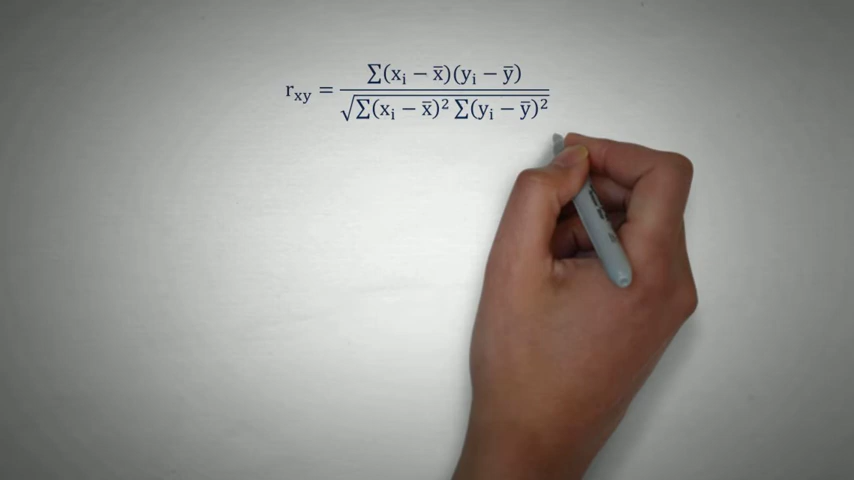 r_xy = ∑(x_i − x̄)(y_i − ȳ) / √∑(x_i − x̄)² ∑(y_i − ȳ)²